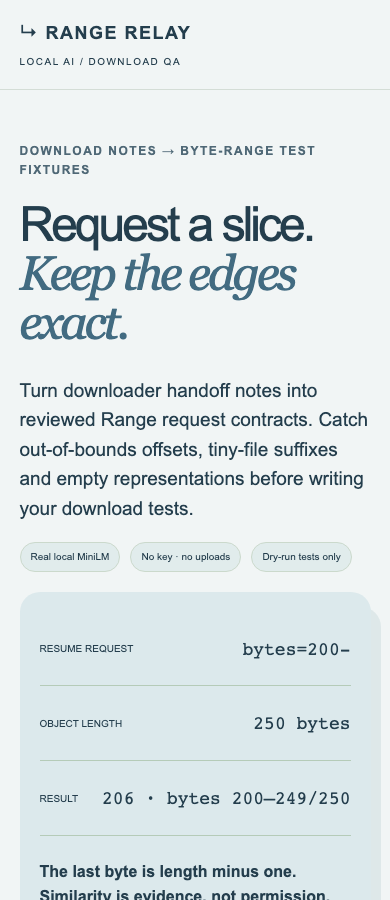 ↳ RANGE RELAY
LOCAL AI / DOWNLOAD QA
DOWNLOAD NOTES → BYTE-RANGE TEST
FIXTURES
Request a slice.
Keep the edges
exact.
Turn downloader handoff notes into
reviewed Range request contracts. Catch
out-of-bounds offsets, tiny-file suffixes
and empty representations before writing
your download tests.
Real local MiniLM No key · no uploads Dry-run tests only
RESUME REQUEST bytes=200–
OBJECT LENGTH 250 bytes
RESULT 206 · bytes 200–249/250
The last byte is length minus one.
Similarity is evidence, not permission.